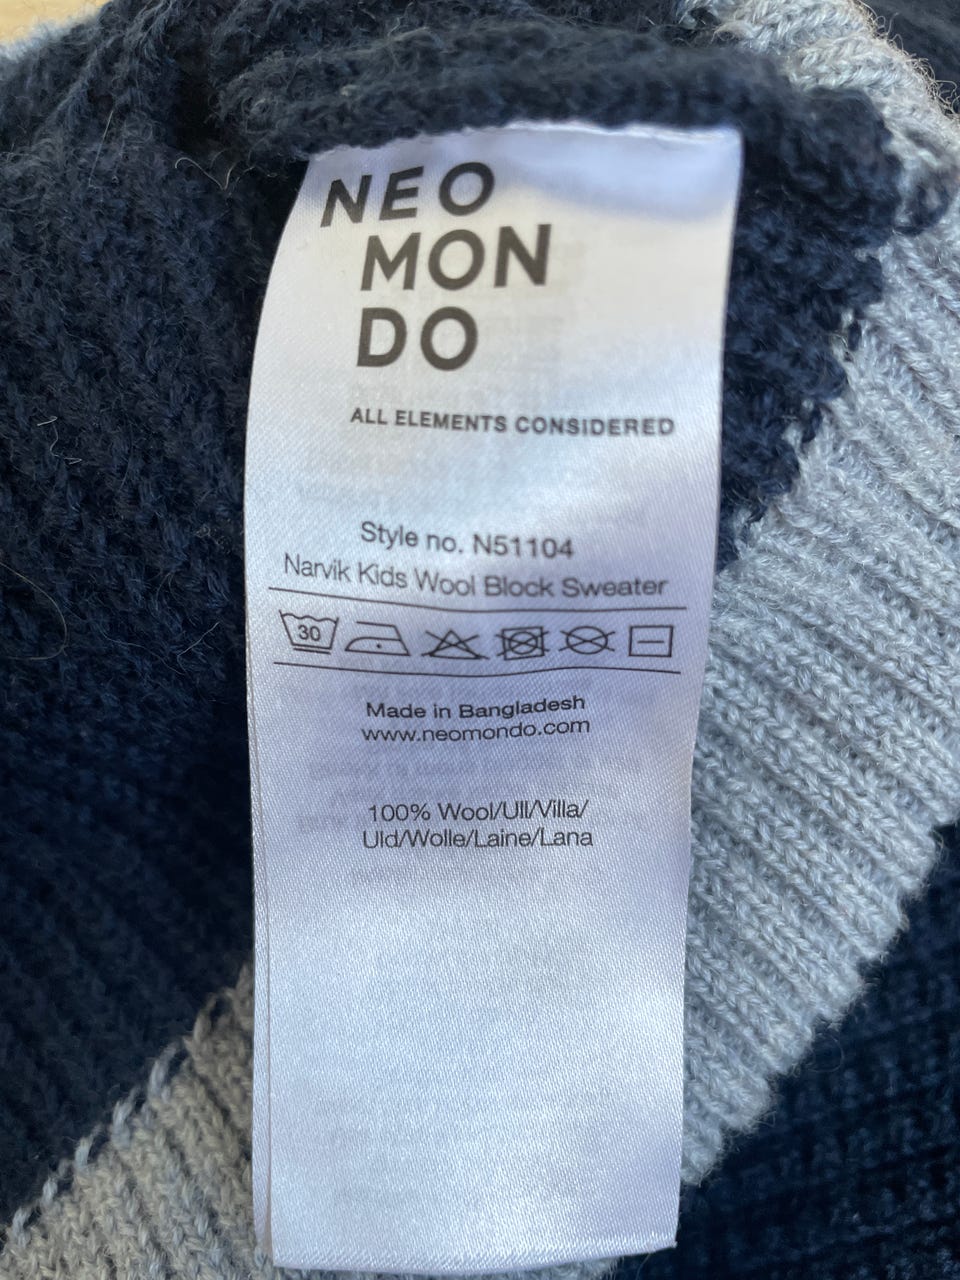 NEO
MON
DO
ALL ELEMENTS CONSIDERED
Style no. N51104
Narvik Kids Wool Block Sweater
30
Made in Bangladesh
www.neomondo.com
100% Wool/Ull/Villa/
Uld/Wolle/Laine/Lana